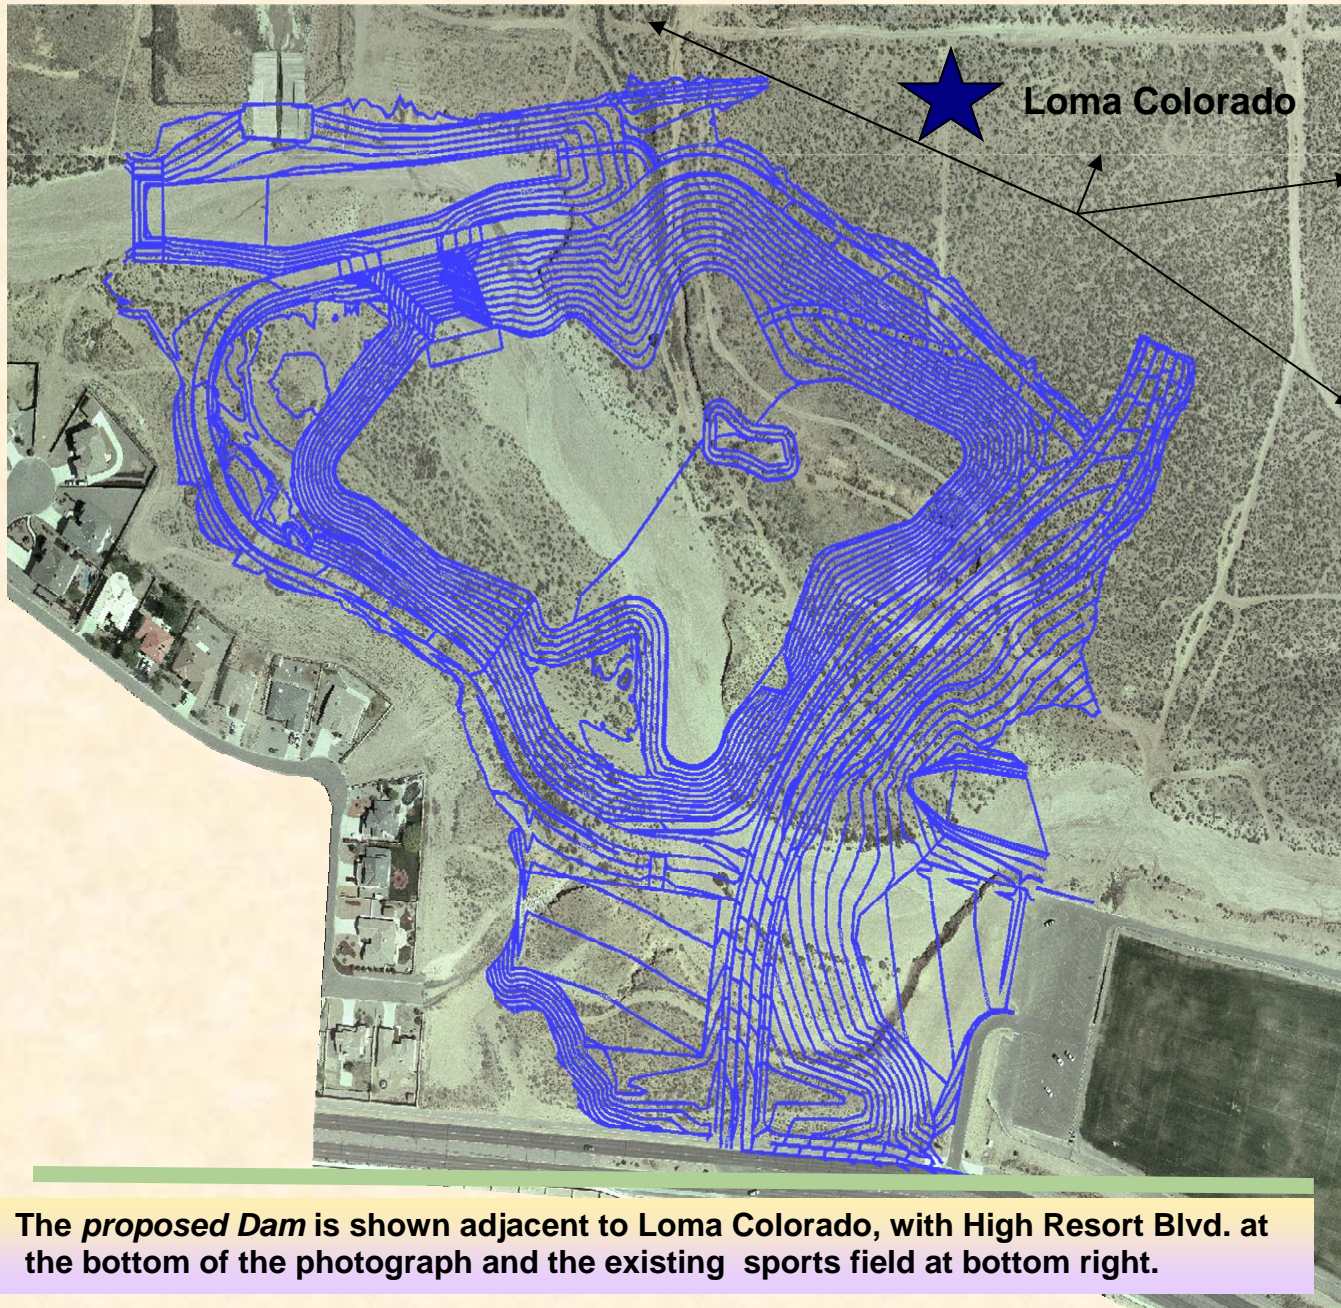 Loma Colorado
The proposed Dam is shown adjacent to Loma Colorado, with High Resort Blvd. at
the bottom of the photograph and the existing sports field at bottom right.